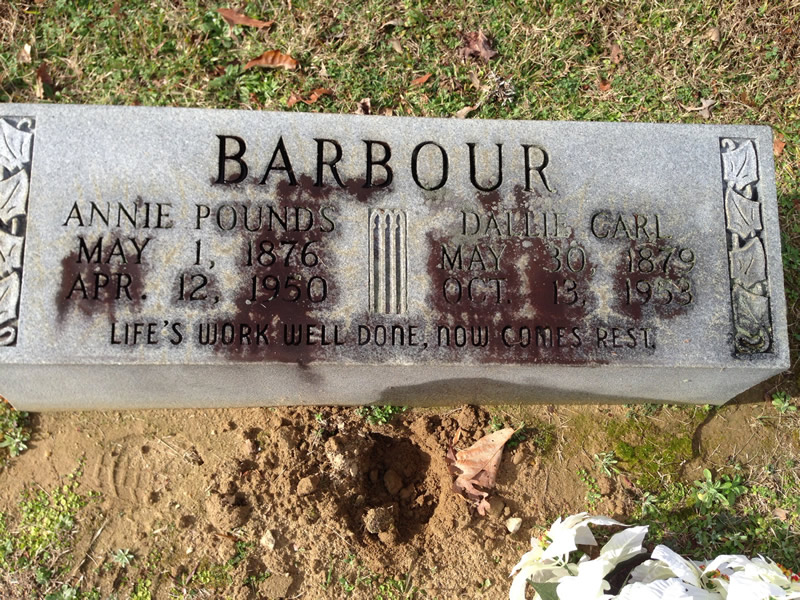 BARBOUR
ANNIE POUNDS
MAY 1, 1876
APR. 12, 1950
DALLIE CARL
MAY 30, 1879
OCT. 13, 1953
LIFE'S WORK WELL DONE, NOW COMES REST.